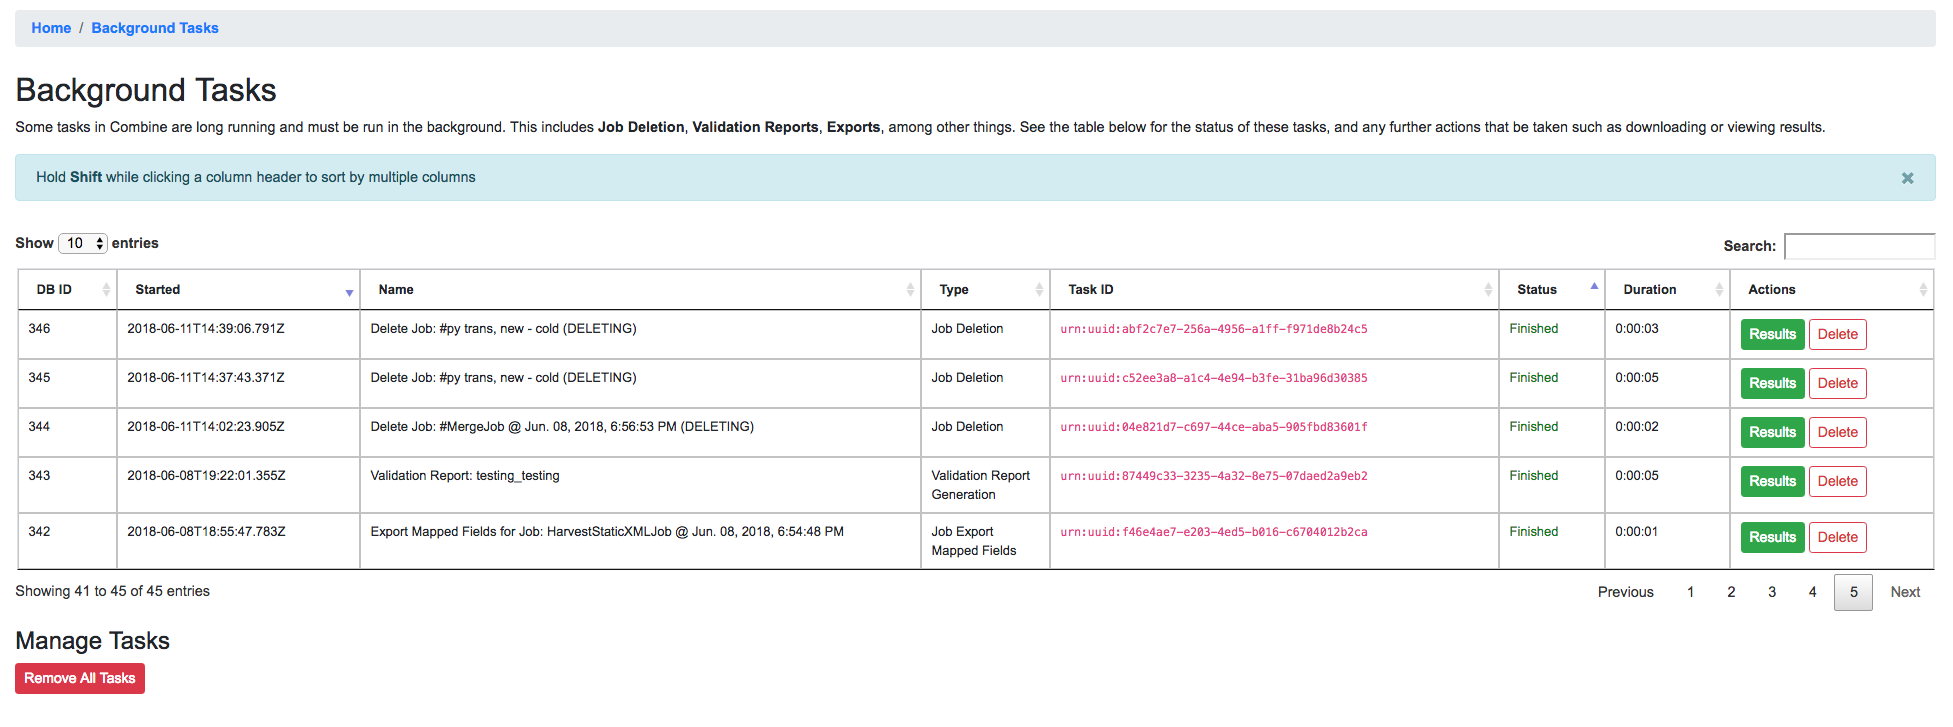 Home / Background Tasks
Background Tasks
Some tasks in Combine are long running and must be run in the background. This includes Job Deletion, Validation Reports, Exports, among other things. See the table below for the status of these tasks, and any further actions that be taken such as downloading or viewing results.
Hold Shift while clicking a column header to sort by multiple columns ×
Show 10 entries Search:
DB ID Started Name Type Task ID Status Duration Actions
346 2018-06-11T14:39:06.791Z Delete Job: #py trans, new - cold (DELETING) Job Deletion urn:uuid:abf2c7e7-256a-4956-a1ff-f971de8b24c5 Finished 0:00:03 Results Delete
345 2018-06-11T14:37:43.371Z Delete Job: #py trans, new - cold (DELETING) Job Deletion urn:uuid:c52ee3a8-a1c4-4e94-b3fe-31ba96d30385 Finished 0:00:05 Results Delete
344 2018-06-11T14:02:23.905Z Delete Job: #MergeJob @ Jun. 08, 2018, 6:56:53 PM (DELETING) Job Deletion urn:uuid:04e821d7-c697-44ce-aba5-905fbd83601f Finished 0:00:02 Results Delete
343 2018-06-08T19:22:01.355Z Validation Report: testing_testing Validation Report urn:uuid:87449c33-3235-4a32-8e75-07daed2a9eb2 Finished 0:00:05 Results Delete
Generation
342 2018-06-08T18:55:47.783Z Export Mapped Fields for Job: HarvestStaticXMLJob @ Jun. 08, 2018, 6:54:48 PM Job Export urn:uuid:f46e4ae7-e203-4ed5-b016-c6704012b2ca Finished 0:00:01 Results Delete
Mapped Fields
Showing 41 to 45 of 45 entries Previous 1 2 3 4 5 Next
Manage Tasks
Remove All Tasks